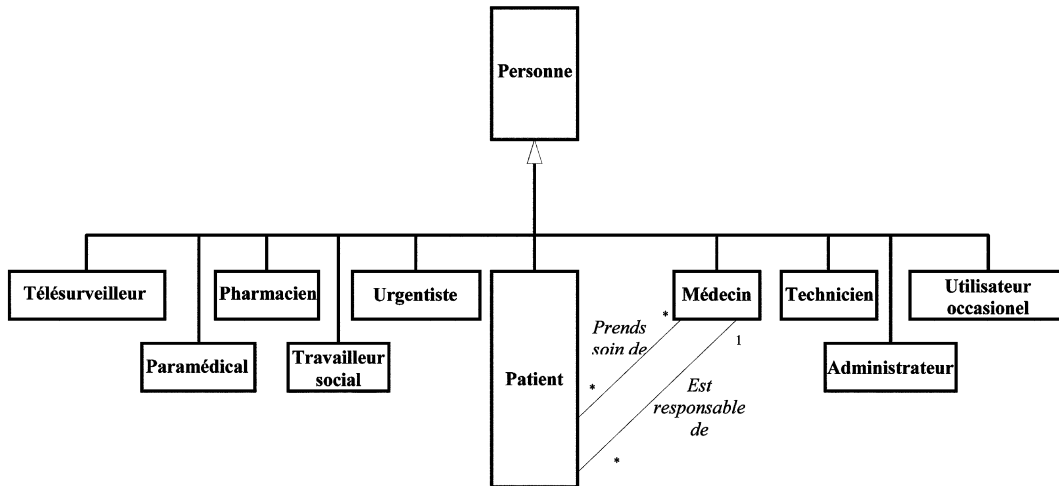 Personne
Télésurveilleur
Pharmacien
Urgentiste
Médecin
Technicien
Utilisateur
occasionel
Paramédical
Travailleur
social
Patient
Administrateur
*
Prends
soin de
*
1
Est
responsable
de
*